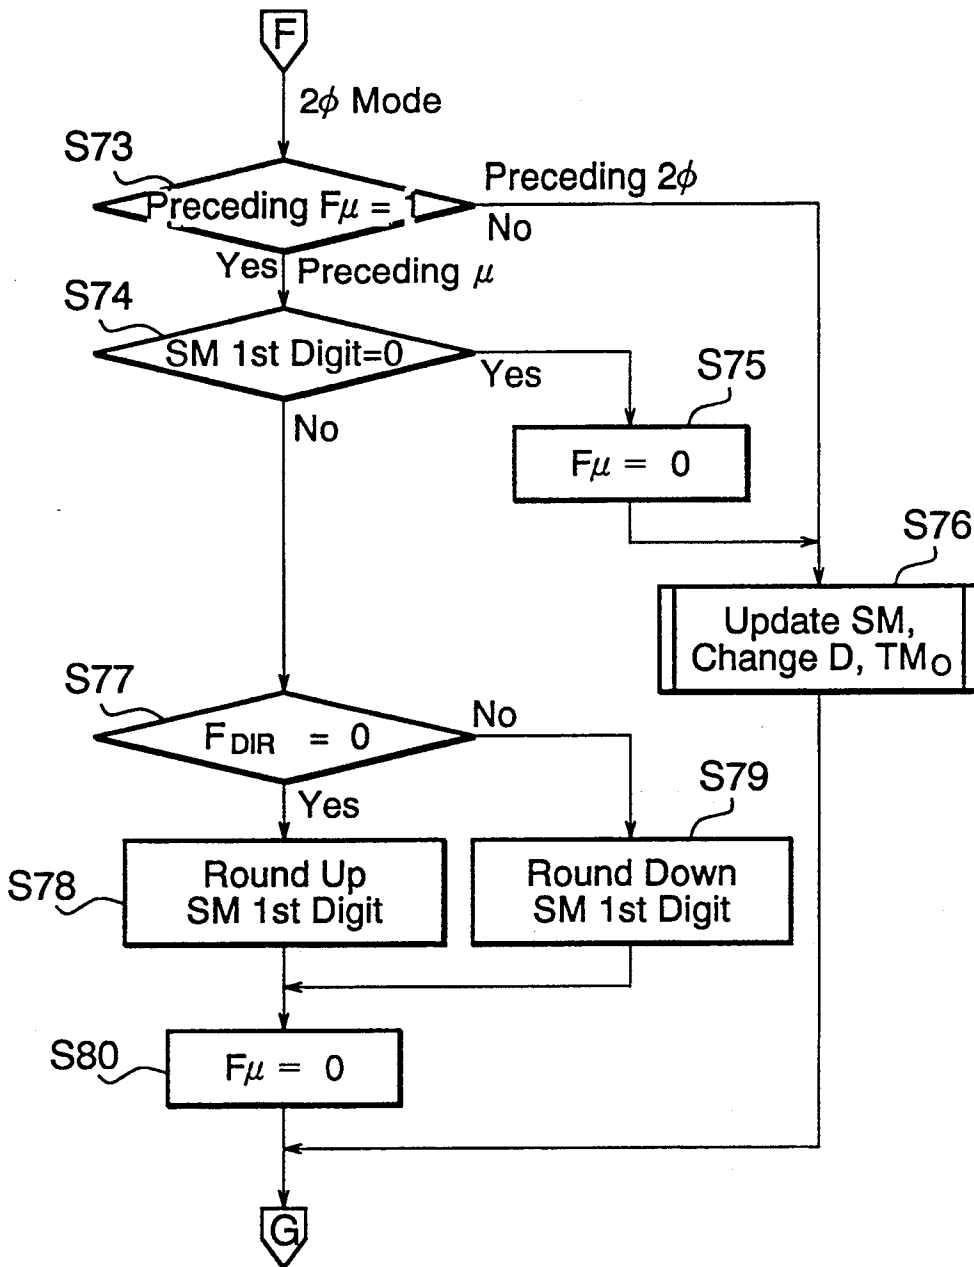 F
2φ Mode
S73
Preceding 2φ
Preceding Fμ = 1
No
Yes
Preceding μ
S74
SM 1st Digit=0
Yes
S75
No
Fμ = 0
S76
Update SM,
Change D, TMO
S77
No
FDIR = 0
S79
Yes
S78
Round Up
SM 1st Digit
Round Down
SM 1st Digit
S80
Fμ = 0
G